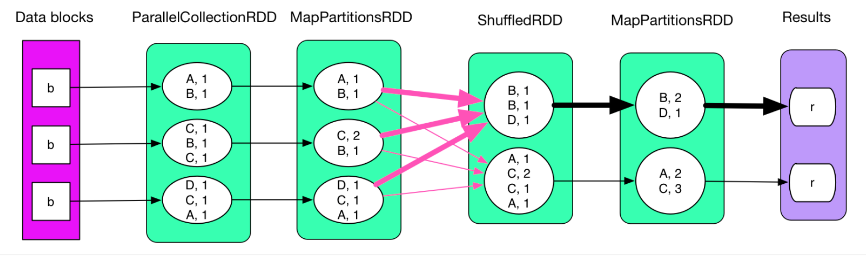 Data blocks
ParallelCollectionRDD
MapPartitionsRDD
ShuffledRDD
MapPartitionsRDD
Results
b
b
b
A, 1
B, 1
C, 1
B, 1
C, 1
D, 1
C, 1
A, 1
A, 1
B, 1
C, 2
B, 1
D, 1
C, 1
A, 1
B, 1
B, 1
D, 1
A, 1
C, 2
C, 1
A, 1
B, 2
D, 1
A, 2
C, 3
r
r